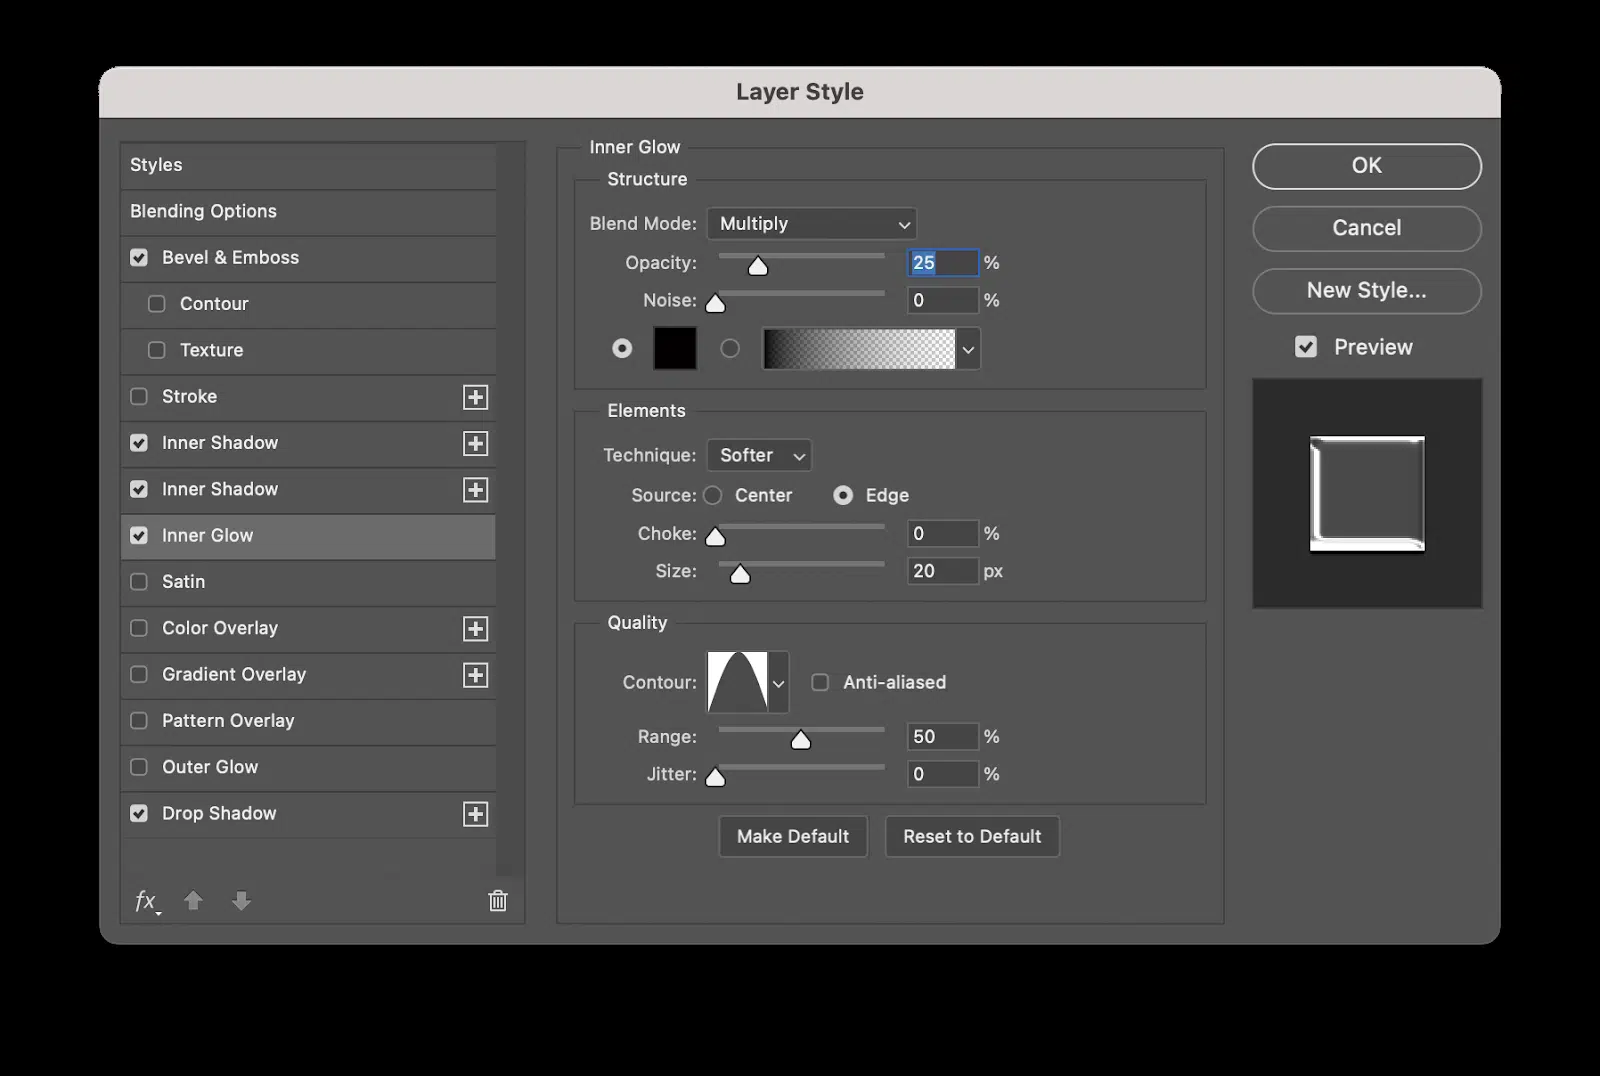 Layer Style
Styles
Blending Options
Bevel & Emboss
Contour
Texture
Stroke
Inner Shadow
Inner Shadow
Inner Glow
Satin
Color Overlay
Gradient Overlay
Pattern Overlay
Outer Glow
Drop Shadow
fx
Inner Glow
Structure
Blend Mode: Multiply
Opacity: 25 %
Noise: 0 %
Elements
Technique: Softer
Source: Center Edge
Choke: 0 %
Size: 20 px
Quality
Contour: Anti-aliased
Range: 50 %
Jitter: 0 %
Make Default Reset to Default
OK
Cancel
New Style...
Preview